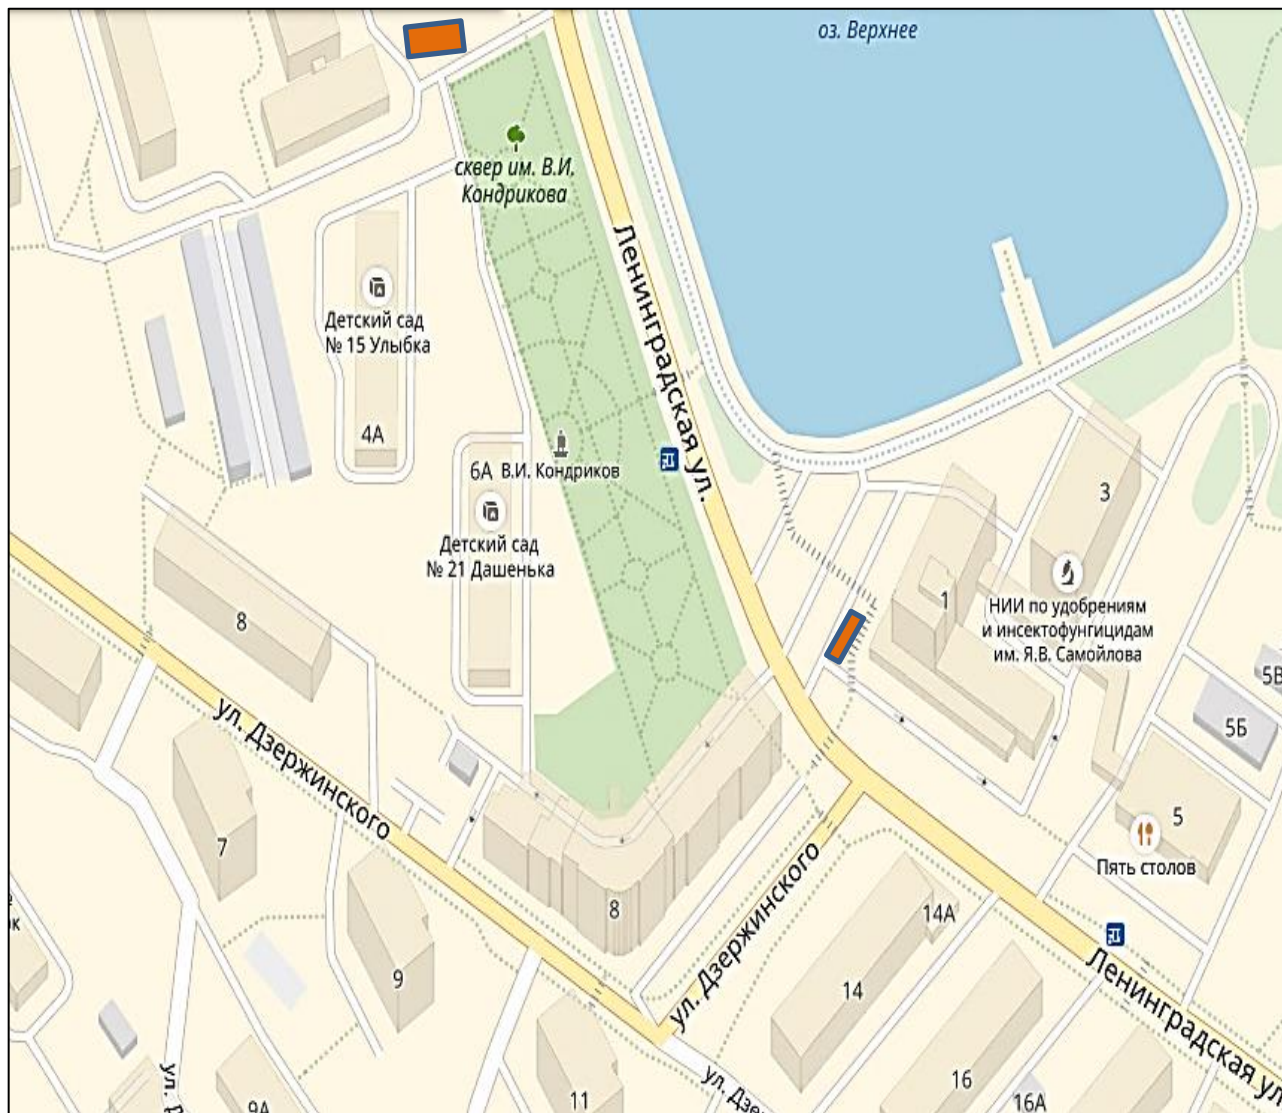 оз. Верхнее
сквер им. В.И.
Кондрикова
Ленинградская ул.
Детский сад
№ 15 Улыбка
4А
6А
В.И. Кондриков
Детский сад
№ 21 Дашенька
3
1
НИИ по удобрениям
и инсектофунгицидам
им. Я.В. Самойлова
8
5В
5Б
ул. Дзержинского
5
7
Пять столов
8
ул. Дзержинского
14А
9
14
Ленинградская ул.
16
11
16А
9А